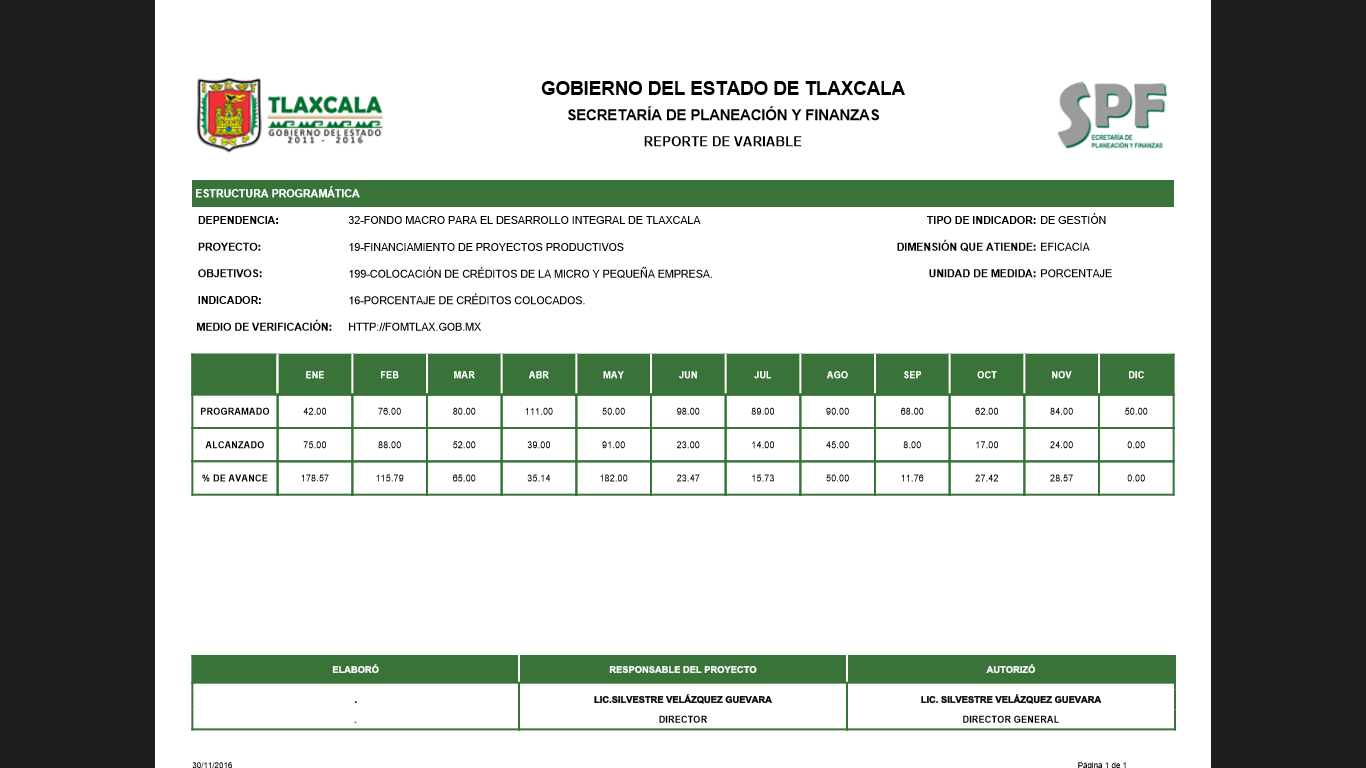 TLAXCALA
GOBIERNO DEL ESTADO
2011 - 2016
GOBIERNO DEL ESTADO DE TLAXCALA
SECRETARÍA DE PLANEACIÓN Y FINANZAS
REPORTE DE VARIABLE
SPF
ECRETARÍA DE
PLANEACIÓN Y FINANZAS
ESTRUCTURA PROGRAMÁTICA
DEPENDENCIA: 32-FONDO MACRO PARA EL DESARROLLO INTEGRAL DE TLAXCALA TIPO DE INDICADOR: DE GESTIÓN
PROYECTO: 19-FINANCIAMIENTO DE PROYECTOS PRODUCTIVOS DIMENSIÓN QUE ATIENDE: EFICACIA
OBJETIVOS: 199-COLOCACIÓN DE CRÉDITOS DE LA MICRO Y PEQUEÑA EMPRESA. UNIDAD DE MEDIDA: PORCENTAJE
INDICADOR: 16-PORCENTAJE DE CRÉDITOS COLOCADOS.
MEDIO DE VERIFICACIÓN: HTTP://FOMTLAX.GOB.MX
ENE FEB MAR ABR MAY JUN JUL AGO SEP OCT NOV DIC
PROGRAMADO 42.00 76.00 80.00 111.00 50.00 98.00 89.00 90.00 68.00 62.00 84.00 50.00
ALCANZADO 75.00 88.00 52.00 39.00 91.00 23.00 14.00 45.00 8.00 17.00 24.00 0.00
% DE AVANCE 178.57 115.79 65.00 35.14 182.00 23.47 15.73 50.00 11.76 27.42 28.57 0.00
ELABORÓ RESPONSABLE DEL PROYECTO AUTORIZÓ
. LIC.SILVESTRE VELÁZQUEZ GUEVARA LIC. SILVESTRE VELÁZQUEZ GUEVARA
. DIRECTOR DIRECTOR GENERAL
30/11/2016 Página 1 de 1